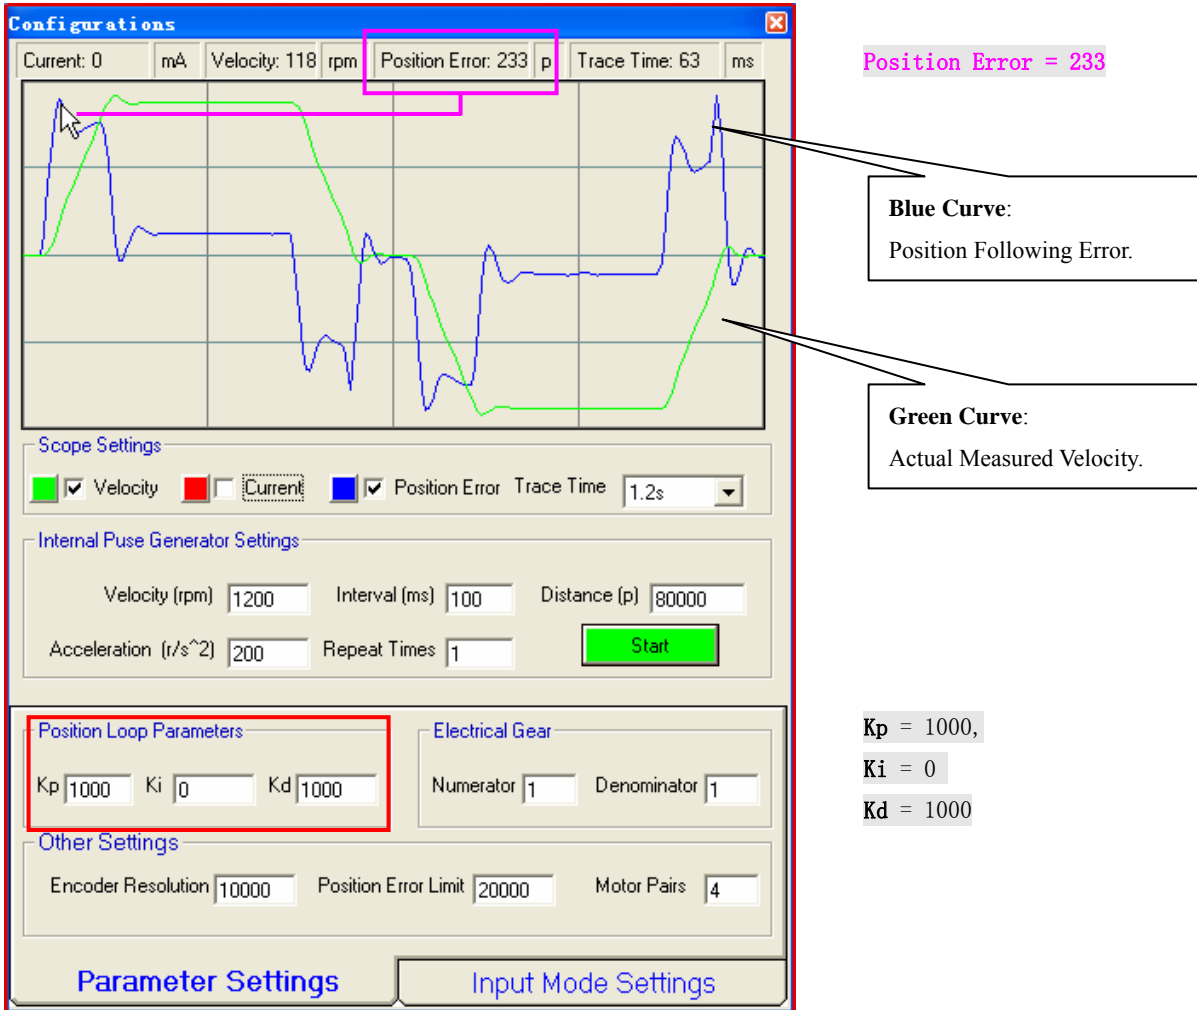 Configurations
Current: 0 mA Velocity: 118 rpm Position Error: 233 p Trace Time: 63 ms
Position Error = 233
Blue Curve:
Position Following Error.
Green Curve:
Actual Measured Velocity.
Scope Settings
Velocity Current Position Error Trace Time 1.2s
Internal Puse Generator Settings
Velocity (rpm) 1200 Interval (ms) 100 Distance (p) 80000
Acceleration (r/s^2) 200 Repeat Times 1 Start
Position Loop Parameters
Kp 1000 Ki 0 Kd 1000
Electrical Gear
Numerator 1 Denominator 1
Kp = 1000,
Ki = 0
Kd = 1000
Other Settings
Encoder Resolution 10000 Position Error Limit 20000 Motor Pairs 4
Parameter Settings Input Mode Settings